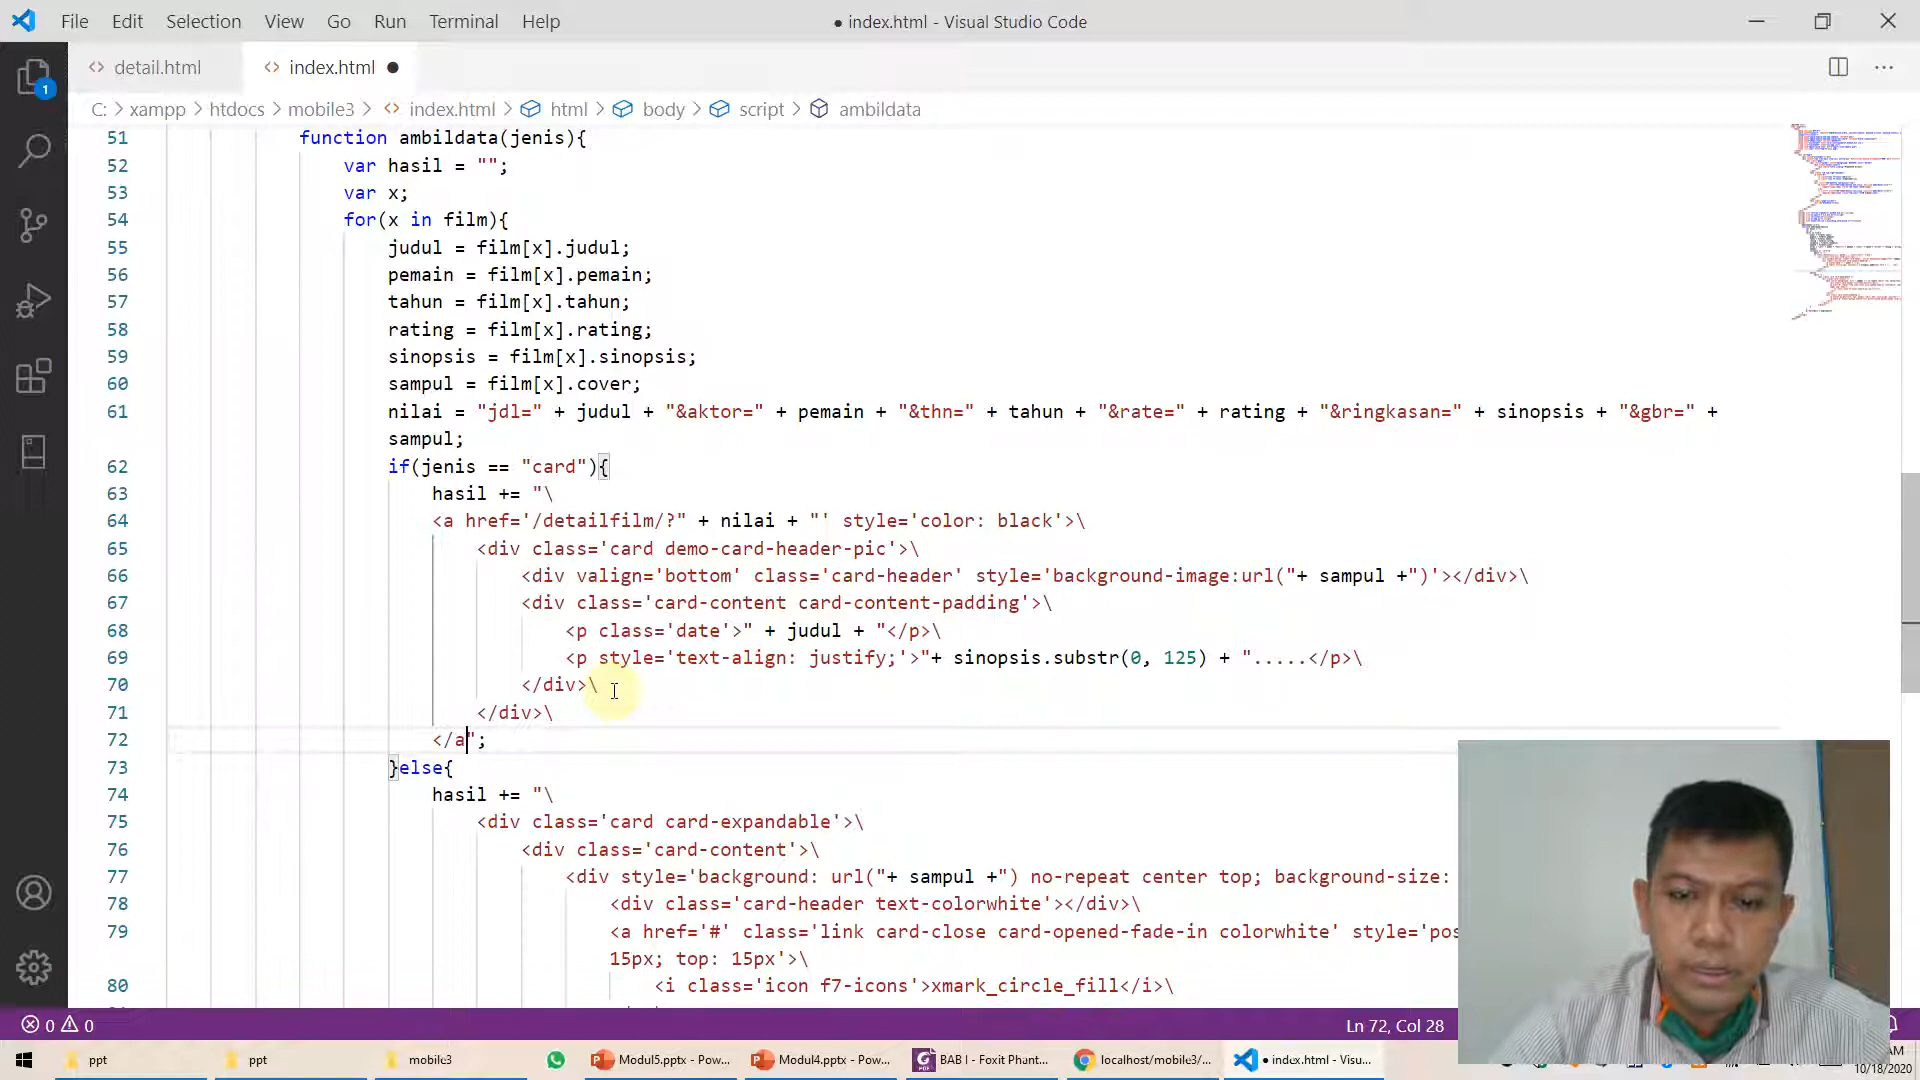 File Edit Selection View Go Run Terminal Help
● index.html - Visual Studio Code
detail.html
index.html ●
C: > xampp > htdocs > mobile3 > index.html > html > body > script > ambildata
51 function ambildata(jenis){
52 var hasil = "";
53 var x;
54 for(x in film){
55 judul = film[x].judul;
56 pemain = film[x].pemain;
57 tahun = film[x].tahun;
58 rating = film[x].rating;
59 sinopsis = film[x].sinopsis;
60 sampul = film[x].cover;
61 nilai = "jdl=" + judul + "&aktor=" + pemain + "&thn=" + tahun + "&rate=" + rating + "&ringkasan=" + sinopsis + "&gbr=" +
sampul;
62 if(jenis == "card"){
63 hasil += "\
64 <a href='/detailfilm/?" + nilai + "' style='color: black'>\
65 <div class='card demo-card-header-pic'>\
66 <div valign='bottom' class='card-header' style='background-image:url("+ sampul +")'></div>\
67 <div class='card-content card-content-padding'>\
68 <p class='date'>" + judul + "</p>\
69 <p style='text-align: justify;'>"+ sinopsis.substr(0, 125) + ".....</p>\
70 </div>\
71 </div>\
72 </a";
73 }else{
74 hasil += "\
75 <div class='card card-expandable'>\
76 <div class='card-content'>\
77 <div style='background: url("+ sampul +") no-repeat center top; background-size:
78 <div class='card-header text-colorwhite'></div>\
79 <a href='#' class='link card-close card-opened-fade-in colorwhite' style='pos
15px; top: 15px'>\
80 <i class='icon f7-icons'>xmark_circle_fill</i>\
1
0 0
Ln 72, Col 28
ppt
ppt
mobile3
Modul5.pptx - Pow...
Modul4.pptx - Pow...
BAB I - Foxit Phant...
localhost/mobile3/...
● index.html - Visu...
AM
10/18/2020